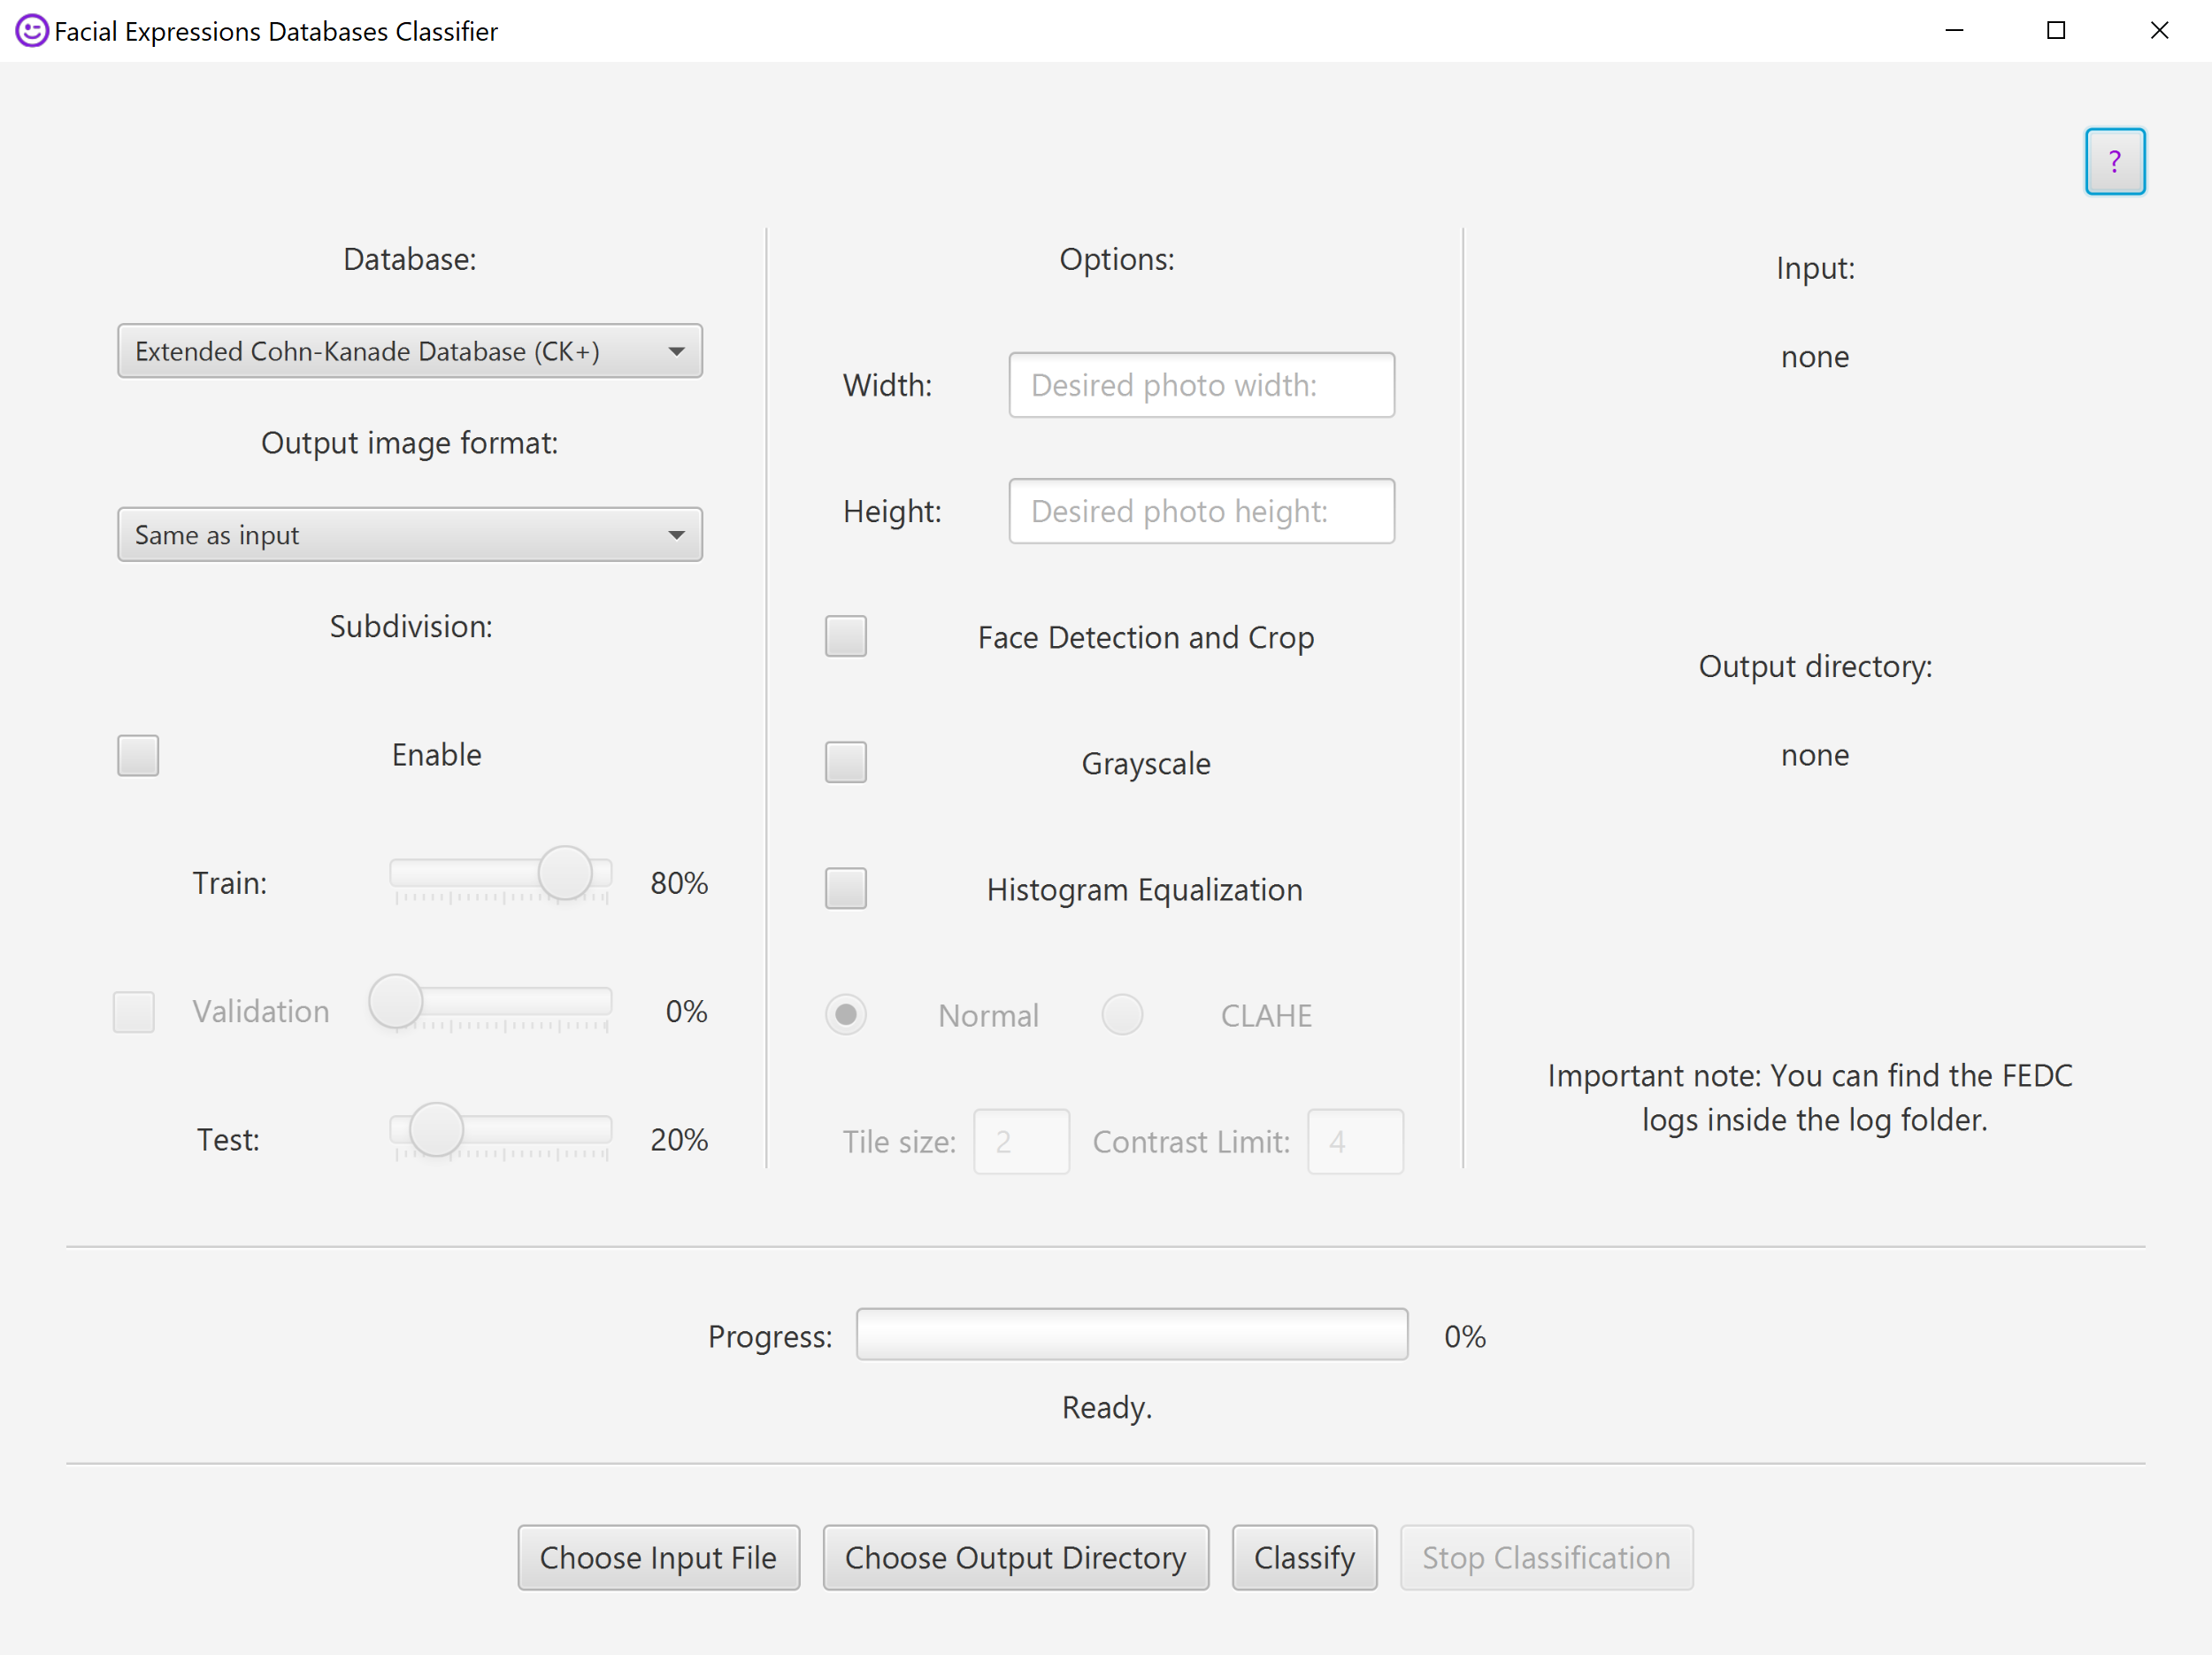 Facial Expressions Databases Classifier
?
Database:
Extended Cohn-Kanade Database (CK+)
Output image format:
Same as input
Subdivision:
Enable
Train: 80%
Validation 0%
Test: 20%
Options:
Width: Desired photo width:
Height: Desired photo height:
Face Detection and Crop
Grayscale
Histogram Equalization
Normal CLAHE
Tile size: 2 Contrast Limit: 4
Input:
none
Output directory:
none
Important note: You can find the FEDC
logs inside the log folder.
Progress: 0%
Ready.
Choose Input File Choose Output Directory Classify Stop Classification